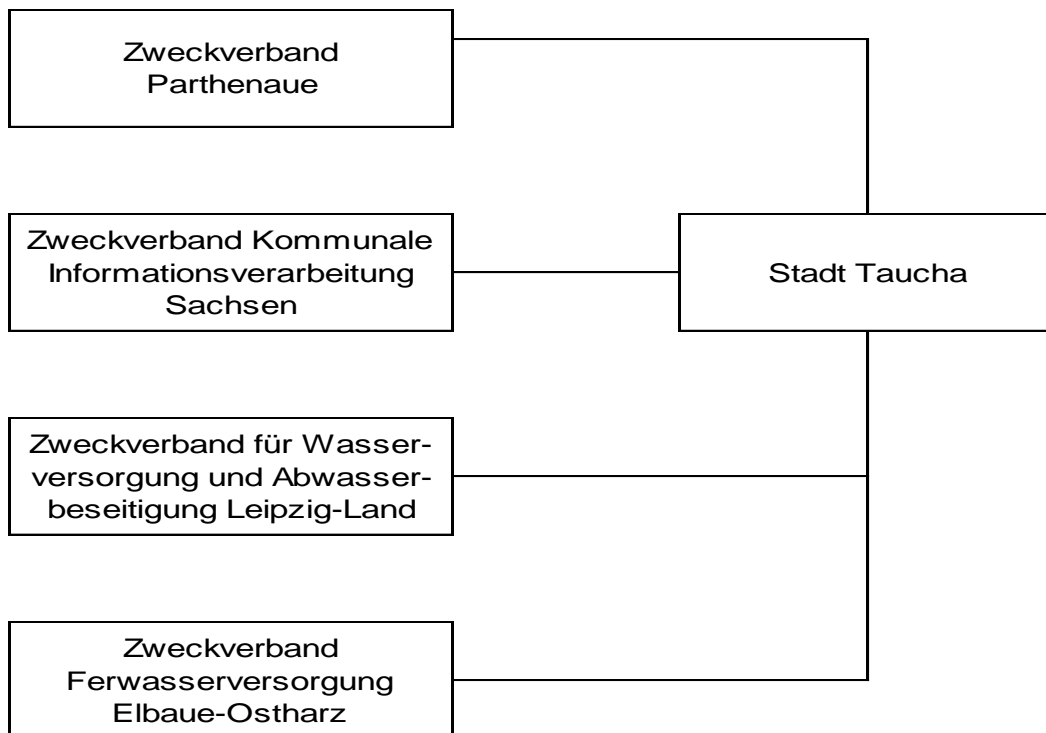 Zweckverband
Parthenaue
Zweckverband Kommunale
Informationsverarbeitung
Sachsen
Stadt Taucha
Zweckverband für Wasser-
versorgung und Abwasser-
beseitigung Leipzig-Land
Zweckverband
Ferwasserversorgung
Elbaue-Ostharz